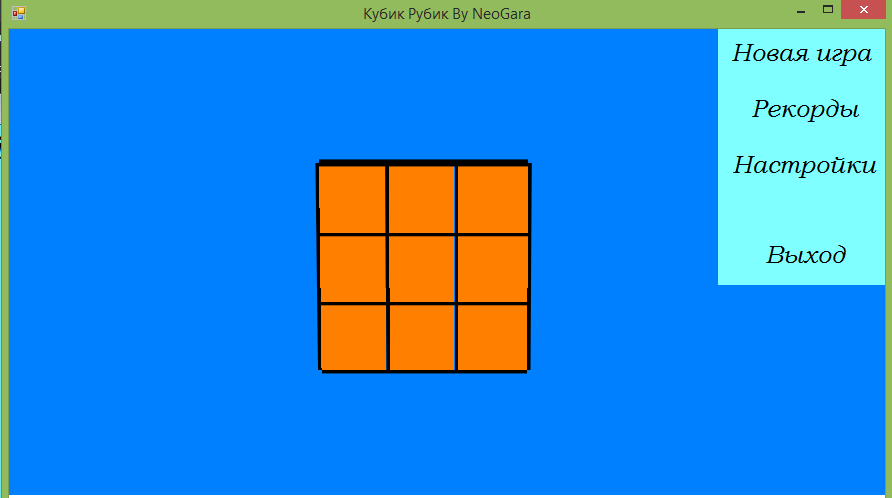 Кубик Рубик By NeoGara
Новая игра
Рекорды
Настройки
Выход